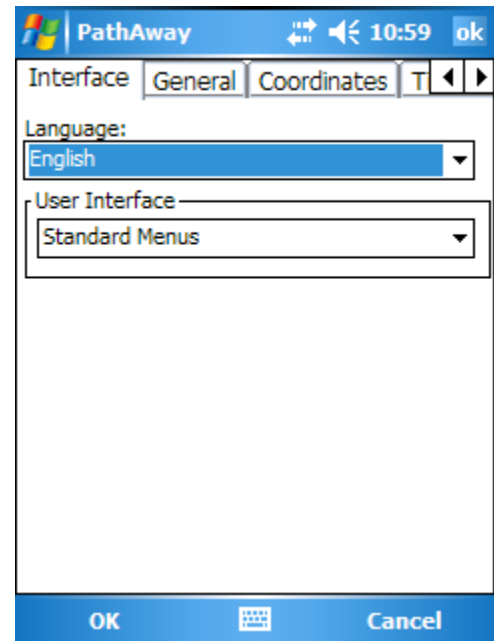 PathAway 10:59 ok
Interface General Coordinates
Language:
English
User Interface
Standard Menus
OK Cancel